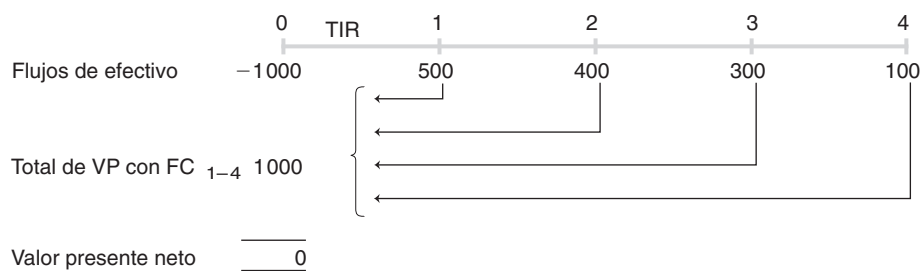 0 TIR 1 2 3 4
Flujos de efectivo −1000 500 400 300 100
Total de VP con FC 1–4 1000
Valor presente neto 0